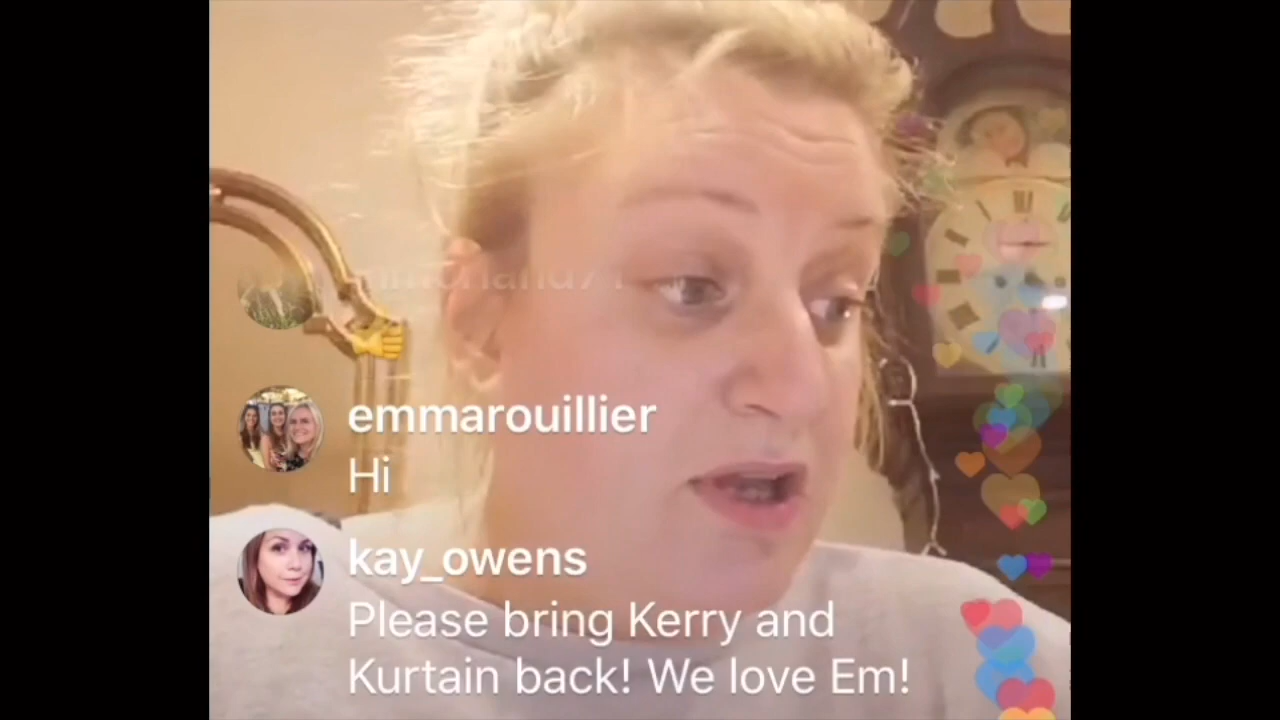 emmarouillier
Hi
kay_owens
Please bring Kerry and
Kurtain back! We love Em!